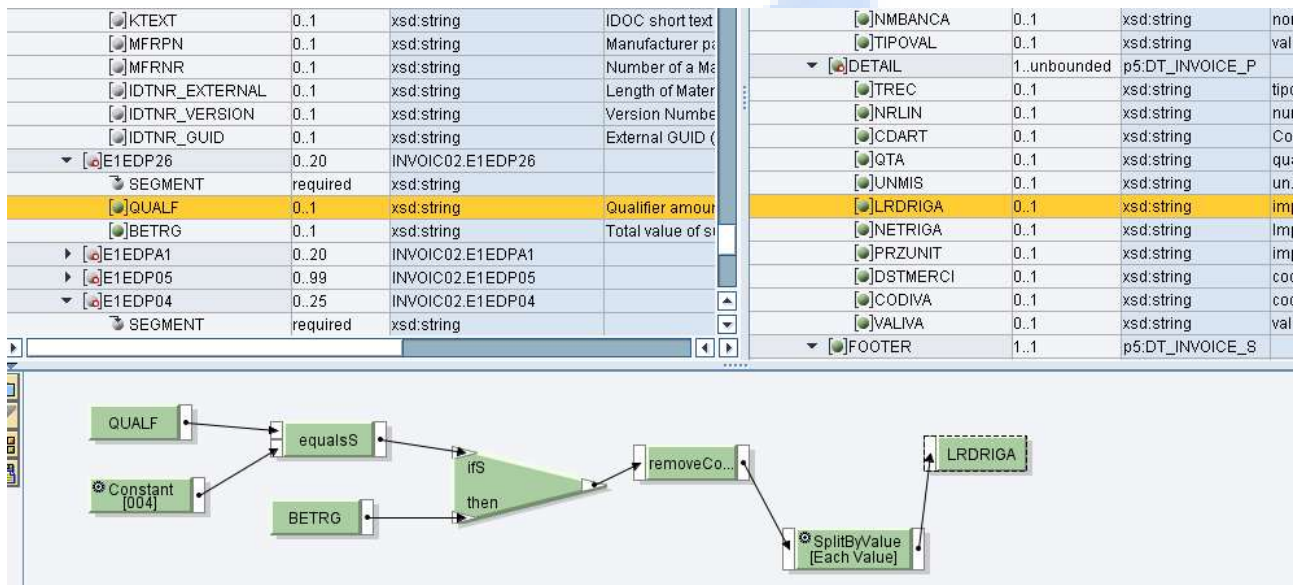 [ ]KTEXT 0..1 xsd:string IDOC short text
[ ]MFRPN 0..1 xsd:string Manufacturer pa
[ ]MFRNR 0..1 xsd:string Number of a Ma
[ ]IDTNR_EXTERNAL 0..1 xsd:string Length of Mater
[ ]IDTNR_VERSION 0..1 xsd:string Version Numbe
[ ]IDTNR_GUID 0..1 xsd:string External GUID (
[ ]E1EDP26 0..20 INVOIC02.E1EDP26
SEGMENT required xsd:string
[ ]QUALF 0..1 xsd:string Qualifier amour
[ ]BETRG 0..1 xsd:string Total value of su
[ ]E1EDPA1 0..20 INVOIC02.E1EDPA1
[ ]E1EDP05 0..99 INVOIC02.E1EDP05
[ ]E1EDP04 0..25 INVOIC02.E1EDP04
SEGMENT required xsd:string
[ ]NMBANCA 0..1 xsd:string
[ ]TIPOVAL 0..1 xsd:string val
[ ]DETAIL 1..unbounded p5:DT_INVOICE_P
[ ]TREC 0..1 xsd:string tipo
[ ]NRLIN 0..1 xsd:string
[ ]CDART 0..1 xsd:string Co
[ ]QTA 0..1 xsd:string qua
[ ]UNMIS 0..1 xsd:string un.
[ ]LRDRIGA 0..1 xsd:string
[ ]NETRIGA 0..1 xsd:string
[ ]PRZUNIT 0..1 xsd:string
[ ]DSTMERCI 0..1 xsd:string
[ ]CODIVA 0..1 xsd:string
[ ]VALIVA 0..1 xsd:string val
[ ]FOOTER 1..1 p5:DT_INVOICE_S
QUALF
equalsS
Constant
[004]
BETRG
ifS
then
removeCo...
SplitByValue
[Each Value]
LRDRIGA